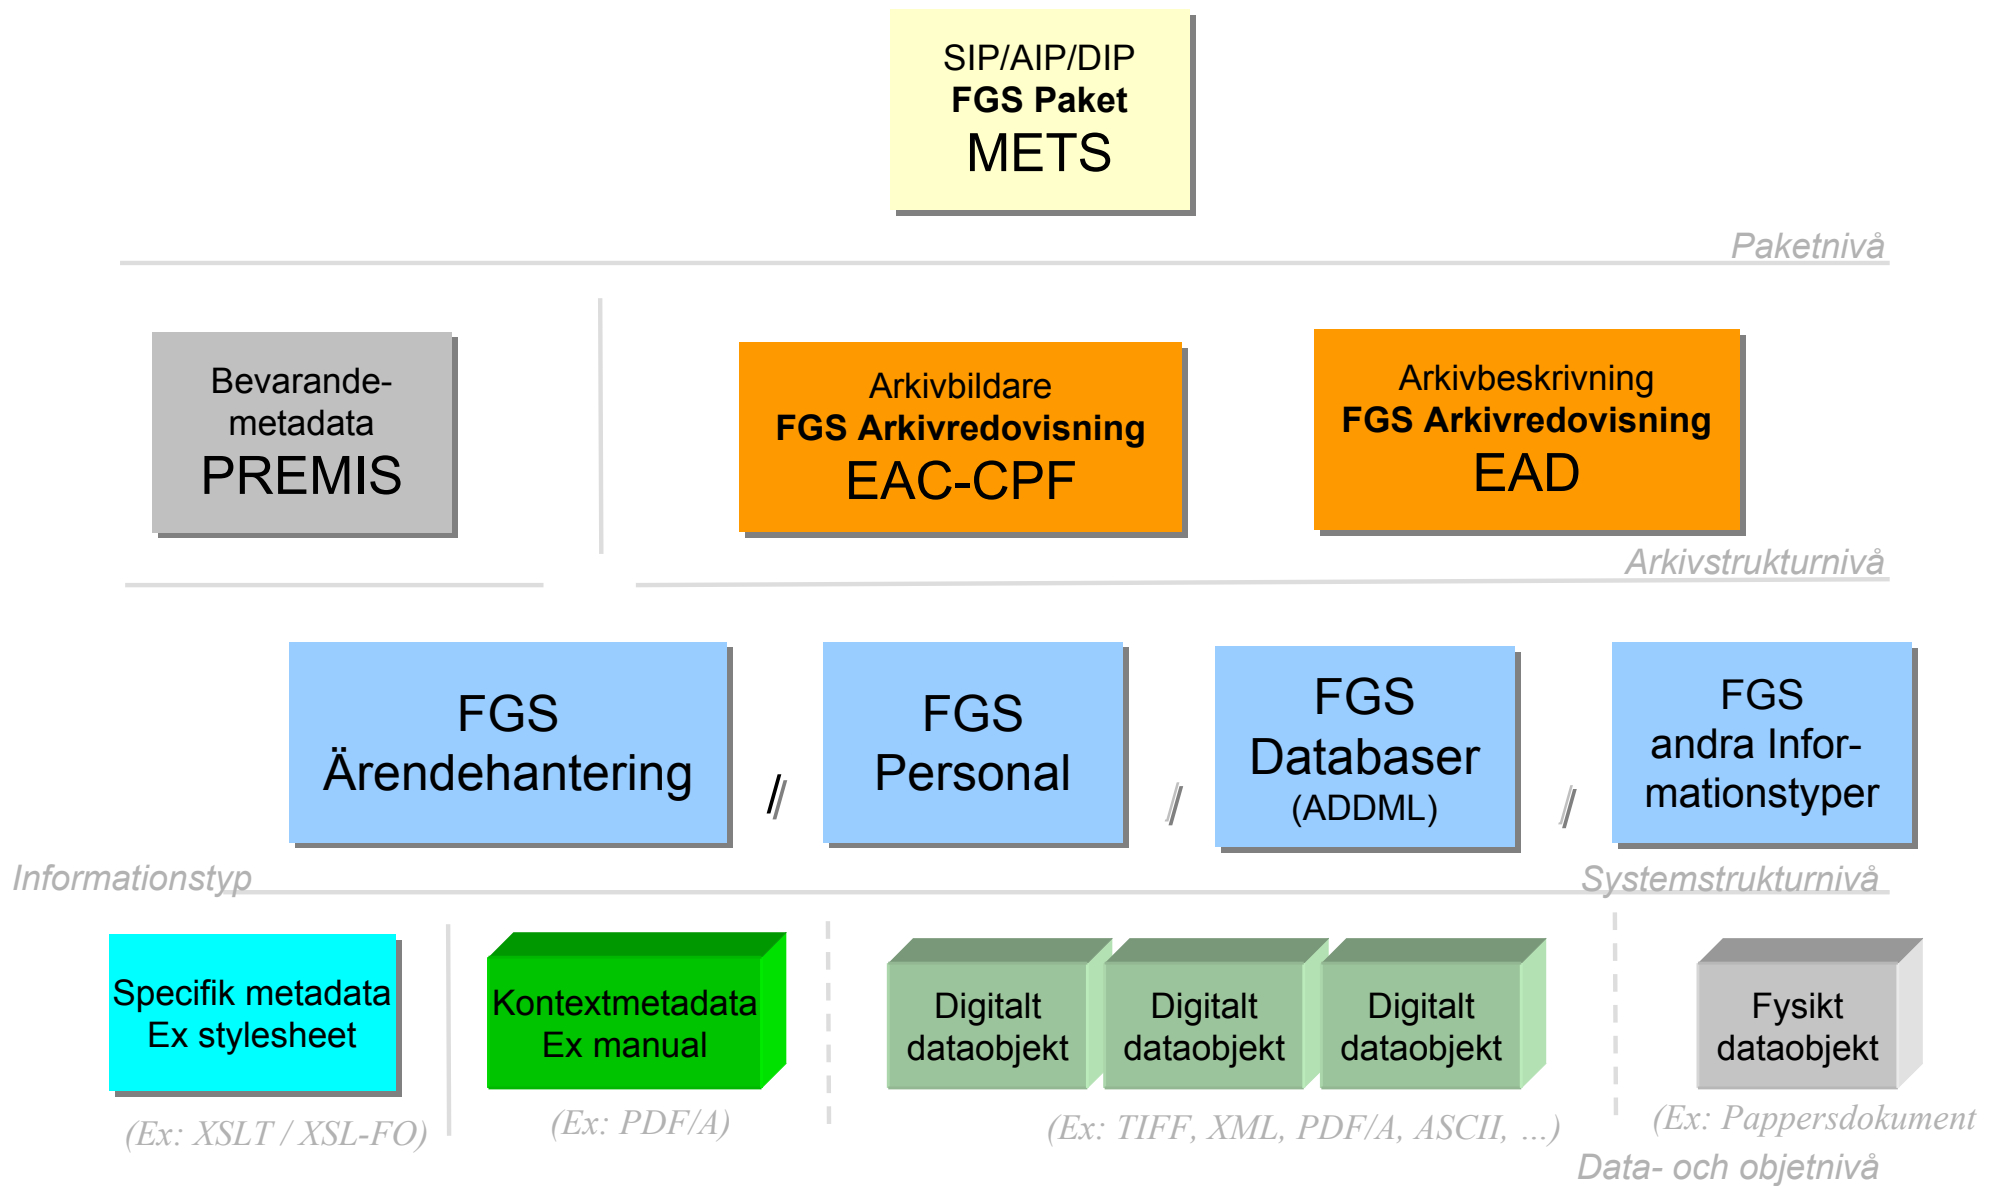 SIP/AIP/DIP
FGS Paket
METS
Paketnivå
Bevarande-
metadata
PREMIS
Arkivbildare
FGS Arkivredovisning
EAC-CPF
Arkivbeskrivning
FGS Arkivredovisning
EAD
Arkivstrukturnivå
FGS
Ärendehantering
/
FGS
Personal
/
FGS
Databaser
(ADDML)
/
FGS
andra Infor-
mationstyper
Informationstyp
Systemstrukturnivå
Specifik metadata
Ex stylesheet
(Ex: XSLT / XSL-FO)
Kontextmetadata
Ex manual
(Ex: PDF/A)
Digitalt
dataobjekt
Digitalt
dataobjekt
Digitalt
dataobjekt
(Ex: TIFF, XML, PDF/A, ASCII, ...)
Fysikt
dataobjekt
(Ex: Pappersdokument
Data- och objetnivå